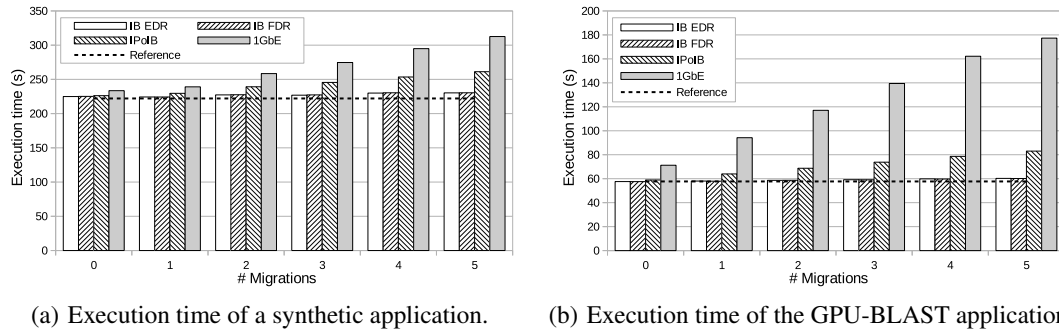 350
300
250
200
150
100
50
0
Execution time (s)
IB EDR
IB FDR
IPoIB
1GbE
Reference
0 1 2 3 4 5
# Migrations
(a) Execution time of a synthetic application.
200
180
160
140
120
100
80
60
40
20
0
Execution time (s)
IB EDR
IB FDR
IPoIB
1GbE
Reference
0 1 2 3 4 5
# Migrations
(b) Execution time of the GPU-BLAST application